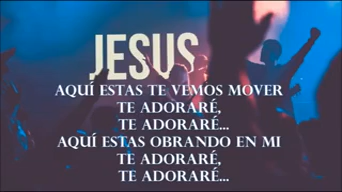 JESUS
AQUÍ ESTAS TE VEMOS MOVER
TE ADORARÉ,
TE ADORARÉ...
AQUÍ ESTAS OBRANDO EN MI
TE ADORARÉ,
TE ADORARÉ...